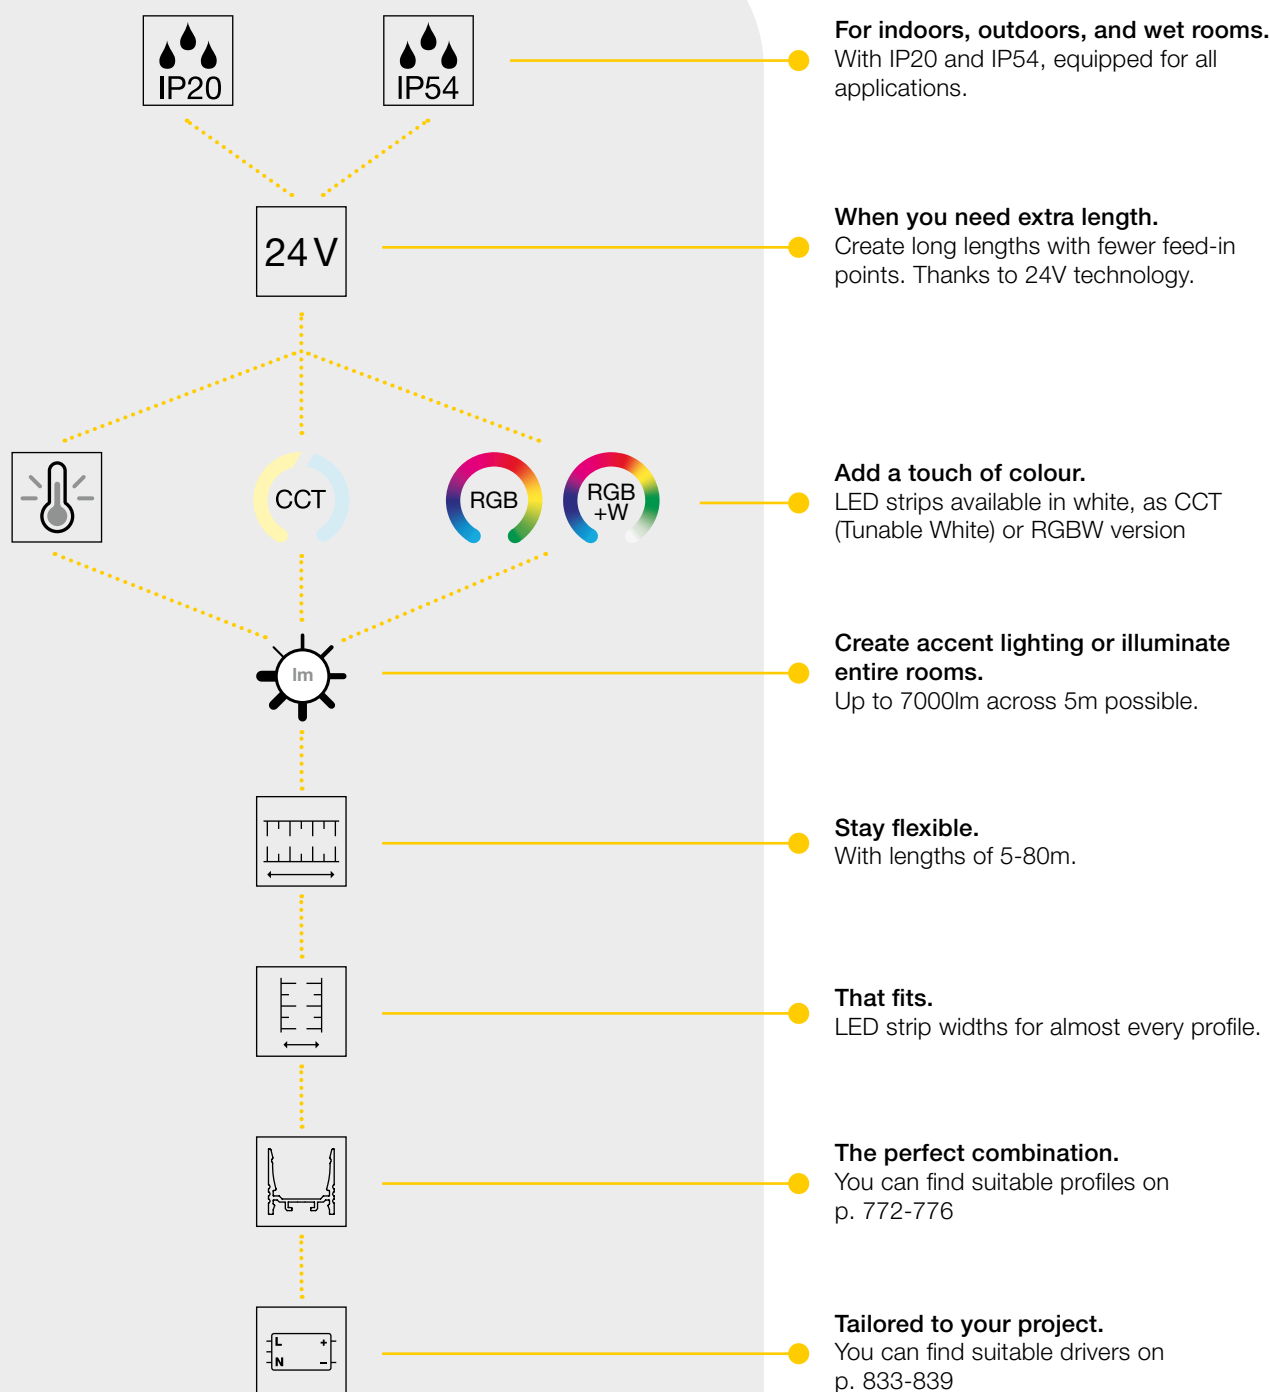 IP20
IP54
For indoors, outdoors, and wet rooms.
With IP20 and IP54, equipped for all
applications.
24 V
When you need extra length.
Create long lengths with fewer feed-in
points. Thanks to 24V technology.
CCT
RGB
RGB
+W
Add a touch of colour.
LED strips available in white, as CCT
(Tunable White) or RGBW version
lm
Create accent lighting or illuminate
entire rooms.
Up to 7000lm across 5m possible.
Stay flexible.
With lengths of 5-80m.
That fits.
LED strip widths for almost every profile.
The perfect combination.
You can find suitable profiles on
p. 772-776
L +
N -
Tailored to your project.
You can find suitable drivers on
p. 833-839